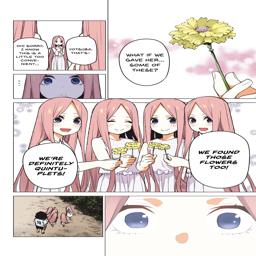 WHAT IF WE
GAVE HER...
SOME OF
THESE?
YOTSUBA,
THAT'S-
OH! SORRY.
I KNOW
THIS IS A
LITTLE TOO
CONVE-
NIENT...
WE FOUND
THOSE
FLOWERS
TOO!
WE'RE
DEFINITELY
QUINTU-
PLETS!